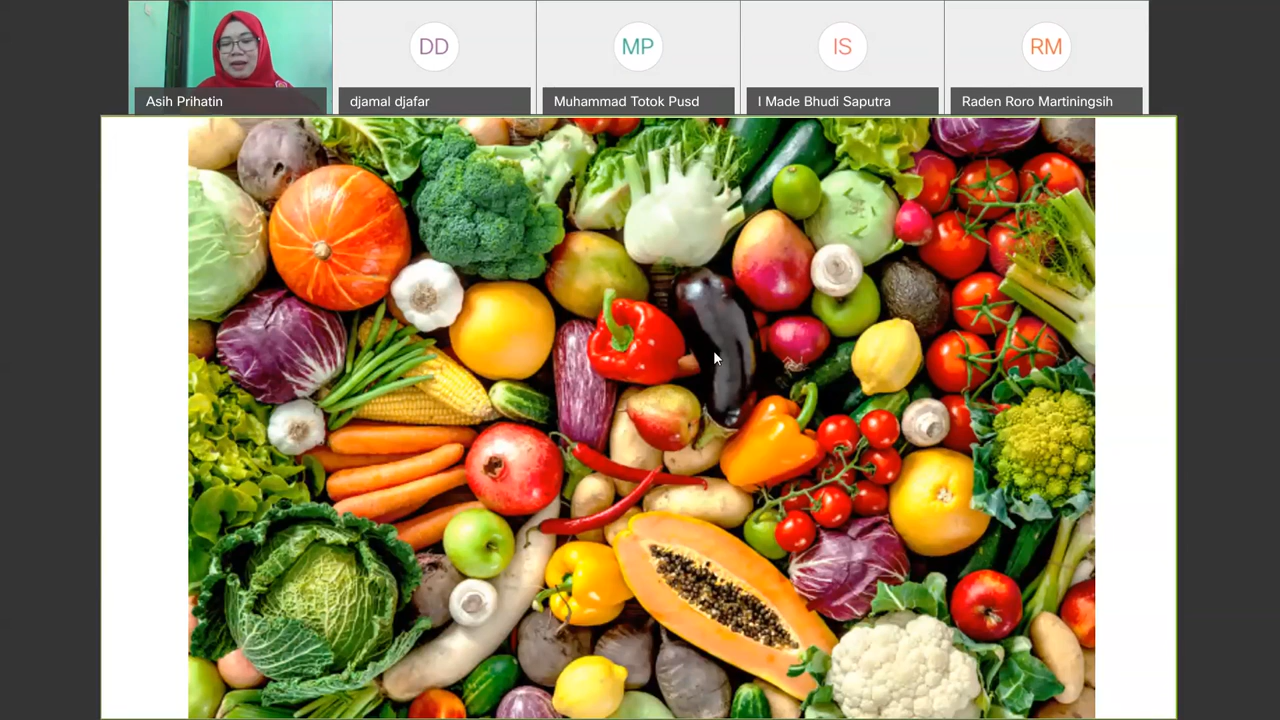 DD
MP
IS
RM
Asih Prihatin
djamal djafar
Muhammad Totok Pusd
I Made Bhudi Saputra
Raden Roro Martiningsih